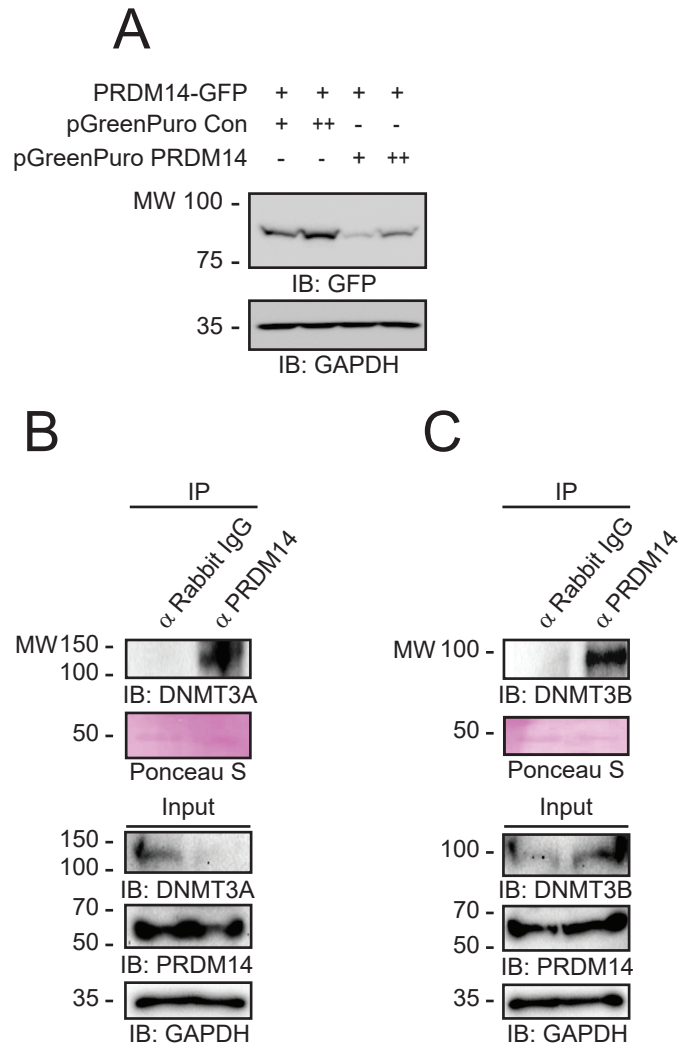 A
PRDM14-GFP + + + +
pGreenPuro Con + ++ - -
pGreenPuro PRDM14 - - + ++
MW 100 -
75 -
IB: GFP
35 -
IB: GAPDH
B
IP
α Rabbit IgG
α PRDM14
MW 150 -
100 -
IB: DNMT3A
50 -
Ponceau S
Input
150 -
100 -
IB: DNMT3A
70 -
50 -
IB: PRDM14
35 -
IB: GAPDH
C
IP
α Rabbit IgG
α PRDM14
MW 100 -
IB: DNMT3B
50 -
Ponceau S
Input
100 -
IB: DNMT3B
70 -
50 -
IB: PRDM14
35 -
IB: GAPDH